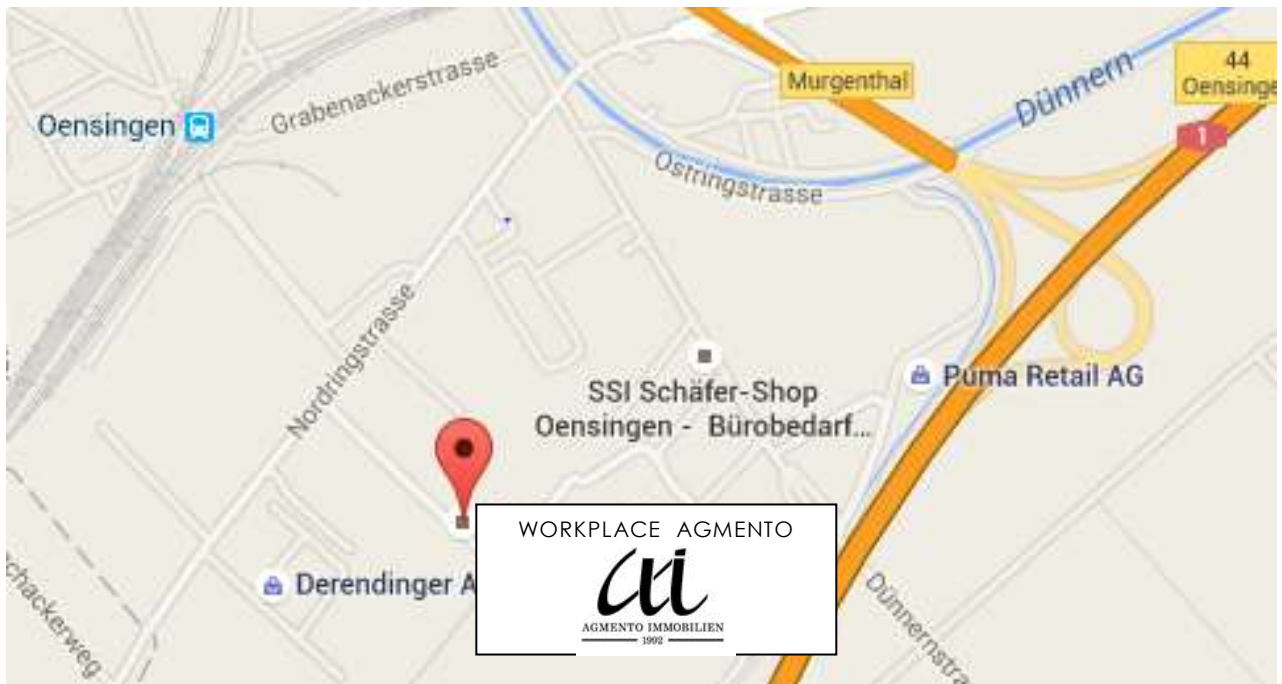 44
Oensinge
Murgenthal
Dünnern
1
Oensingen
Grabenackerstrasse
Ostringstrasse
Nordringstrasse
SSI Schäfer-Shop
Oensingen - Bürobedarf...
Puma Retail AG
WORKPLACE AGMENTO
AGMENTO IMMOBILIEN
1992
Derendinger A
chackerweg
Dünnernstra